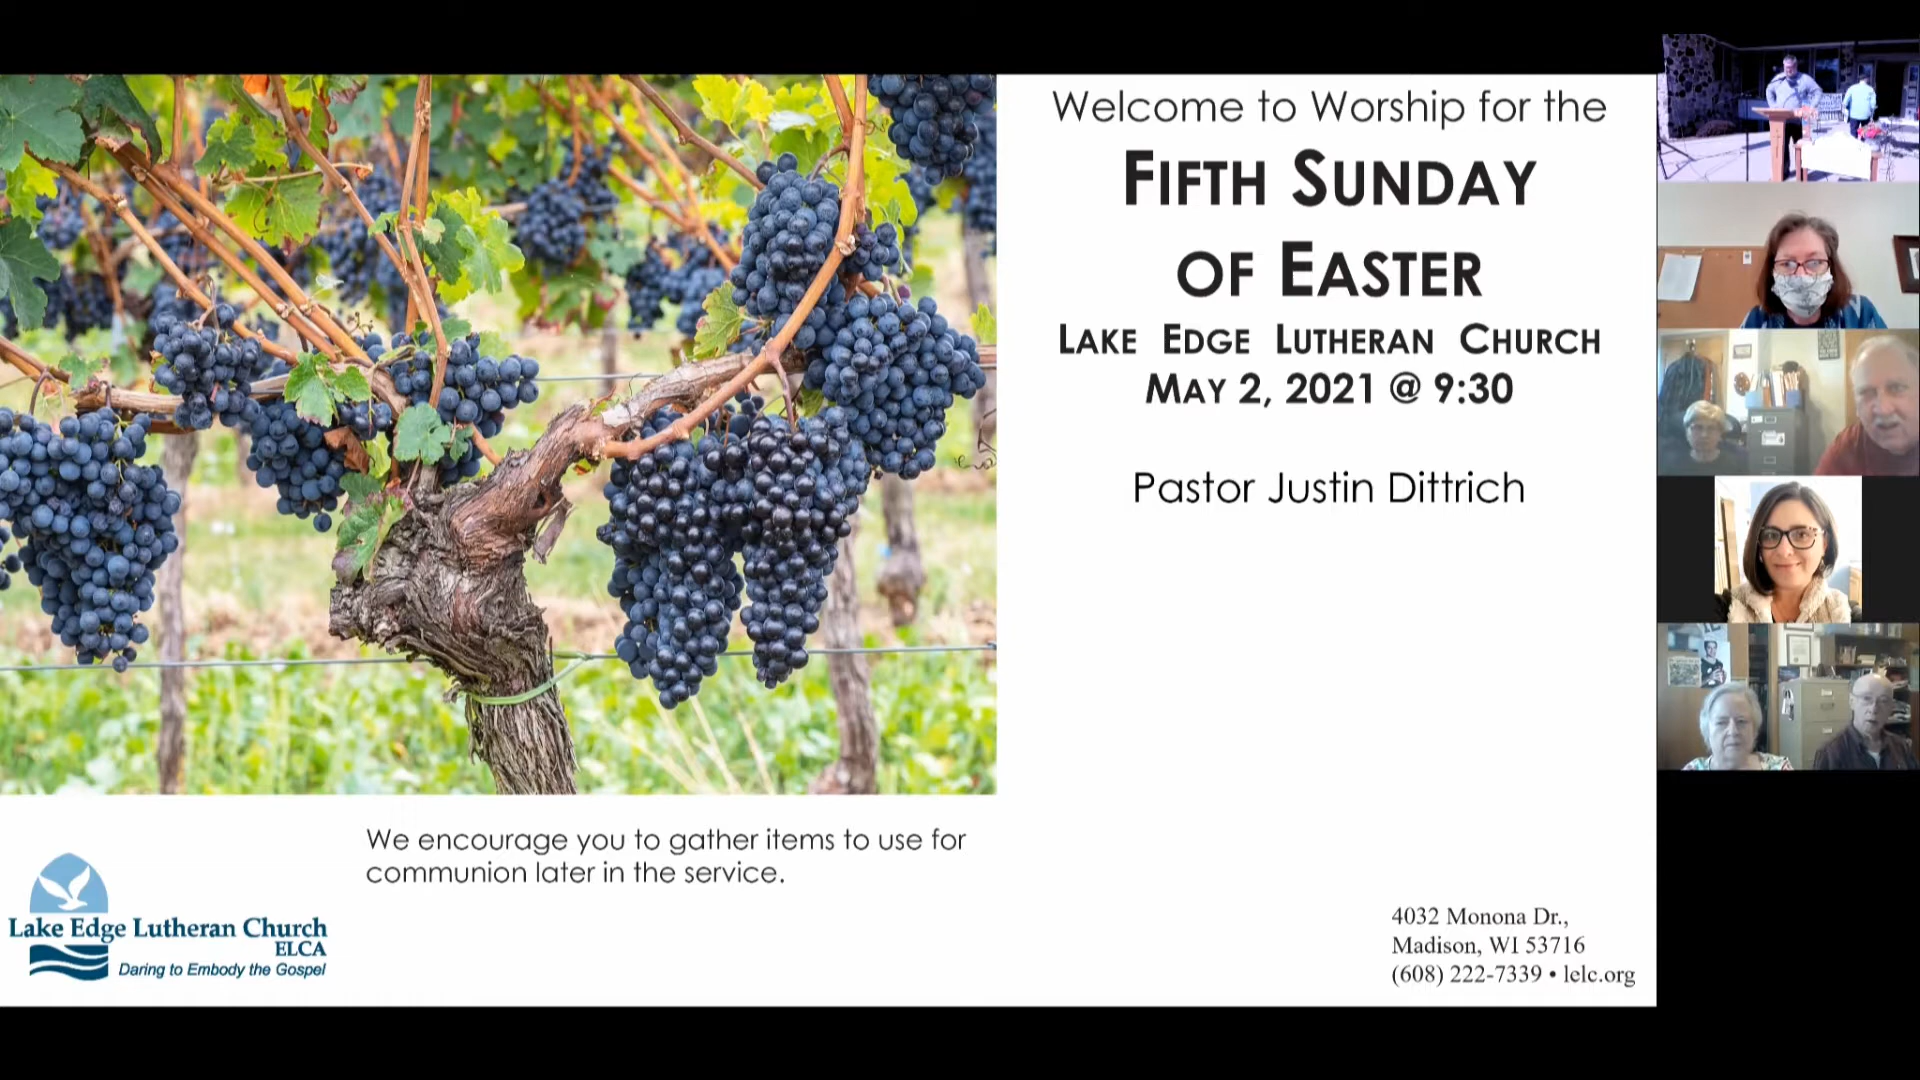 Welcome to Worship for the
FIFTH SUNDAY
OF EASTER
LAKE EDGE LUTHERAN CHURCH
MAY 2, 2021 @ 9:30
Pastor Justin Dittrich
We encourage you to gather items to use for
communion later in the service.
Lake Edge Lutheran Church
ELCA
Daring to Embody the Gospel
4032 Monona Dr.,
Madison, WI 53716
(608) 222-7339 • lelc.org